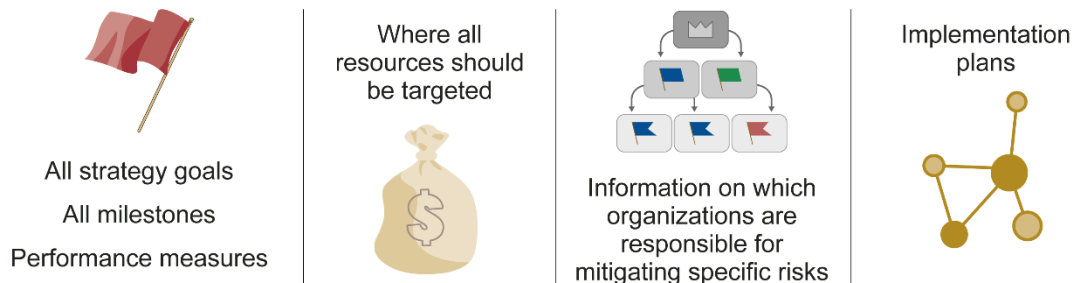 All strategy goals
All milestones
Performance measures
Where all
resources should
be targeted
$
Information on which
organizations are
responsible for
mitigating specific risks
Implementation
plans